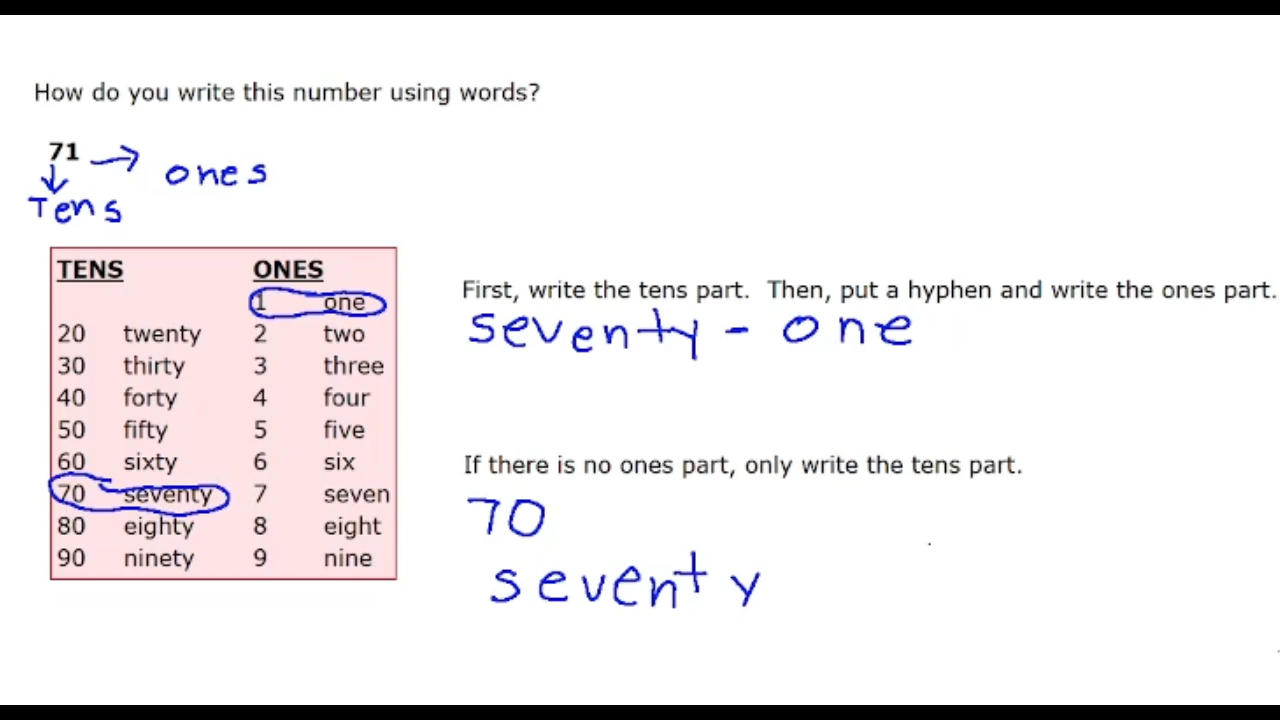 How do you write this number using words?
71 → ones
↓
Tens
TENS ONES
1 one
20 twenty 2 two
30 thirty 3 three
40 forty 4 four
50 fifty 5 five
60 sixty 6 six
70 seventy 7 seven
80 eighty 8 eight
90 ninety 9 nine
First, write the tens part. Then, put a hyphen and write the ones part.
seventy - one
If there is no ones part, only write the tens part.
70
seventy